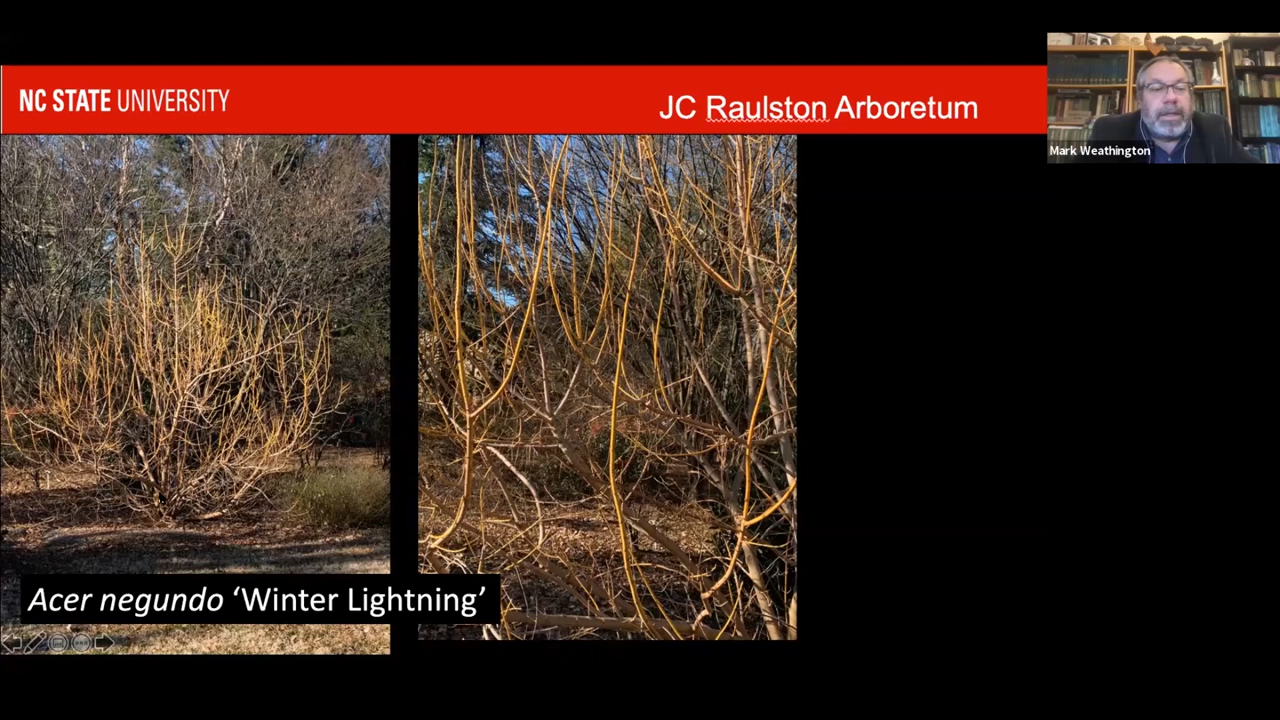 NC STATE UNIVERSITY
JC Raulston Arboretum
Mark Weathington
Acer negundo ‘Winter Lightning’